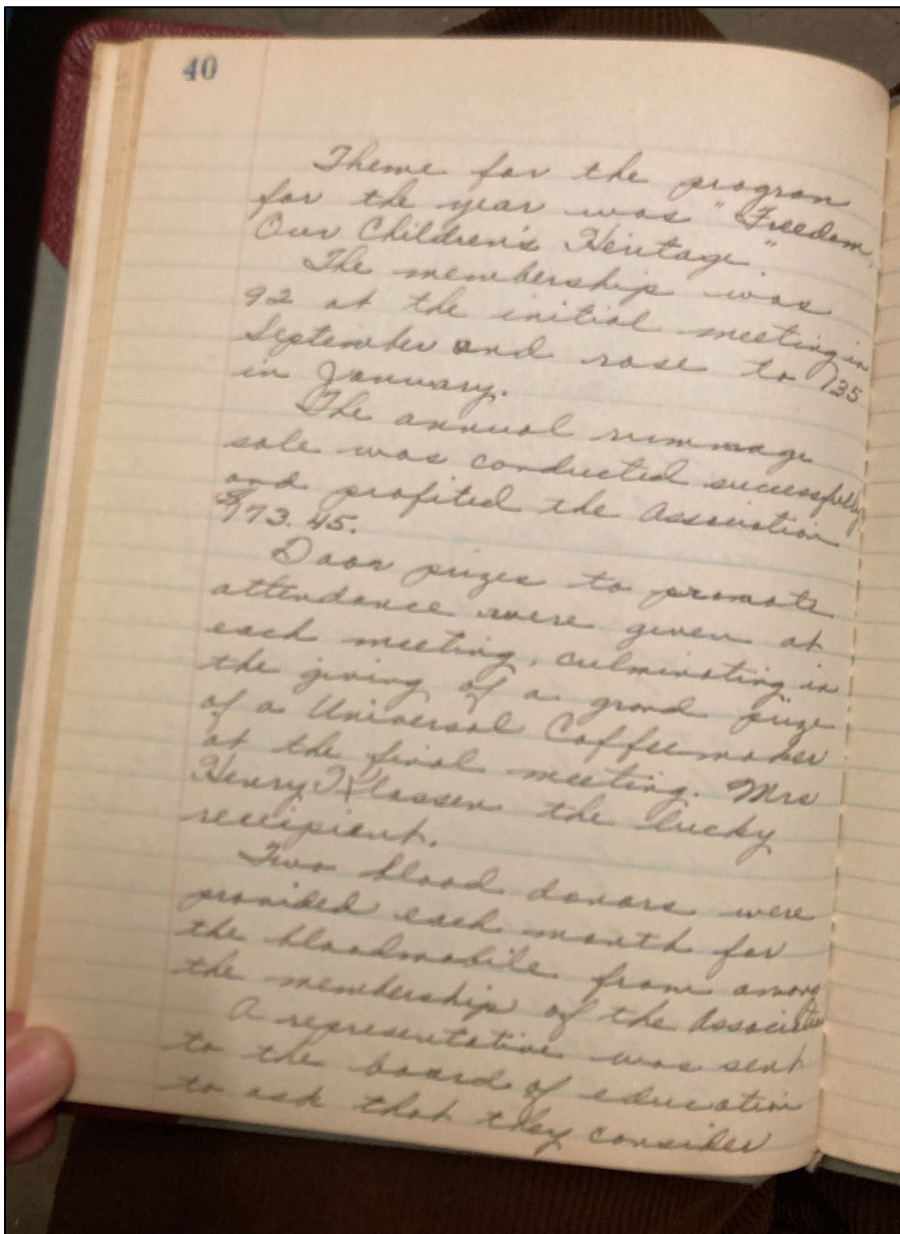 40
Theme for the program
for the year was "Freedom,
Our Children's Heritage".
The membership was
92 at the initial meeting in
September and rose to 135
in January.
The annual rummage
sale was conducted successfully
and profited the Association
$173.45.
Door prizes to promote
attendance were given at
each meeting, culminating in
the giving of a grand prize
of a Universal Coffeemaker
at the final meeting. Mrs
Henry Klassen the lucky
recipient.
Two blood donors were
provided each month for
the bloodmobile from among
the membership of the Association
A representative was sent
to the board of education
to ask that they consider